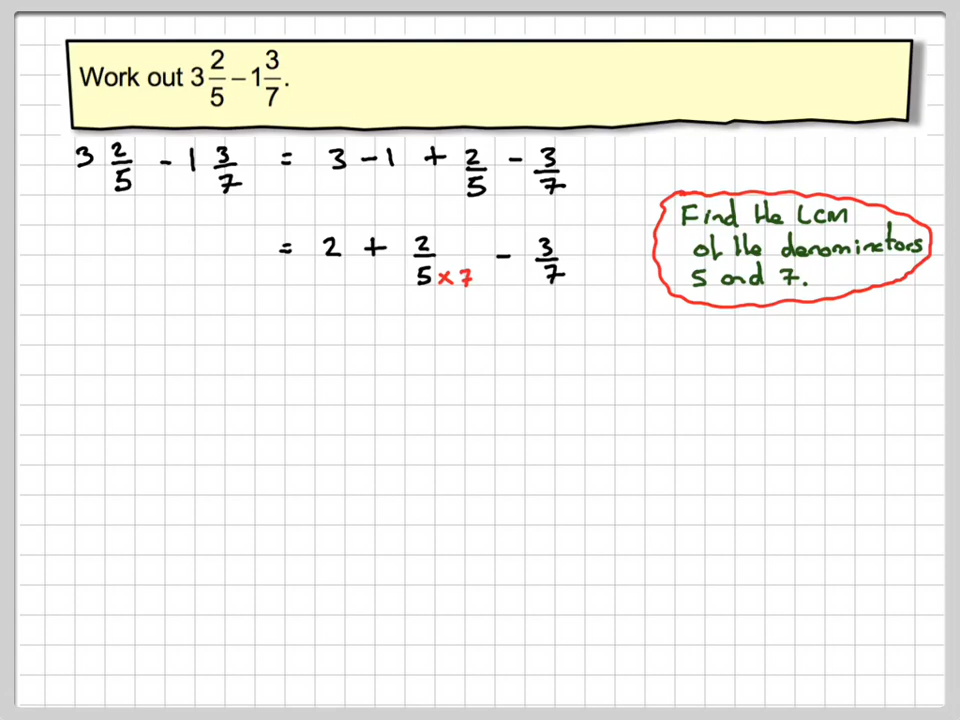 Work out 3 2/5 – 1 3/7.
3 2/5 - 1 3/7 = 3 - 1 + 2/5 - 3/7
= 2 + 2/5 × 7 - 3/7
Find the LCM
of the denominators
5 and 7.